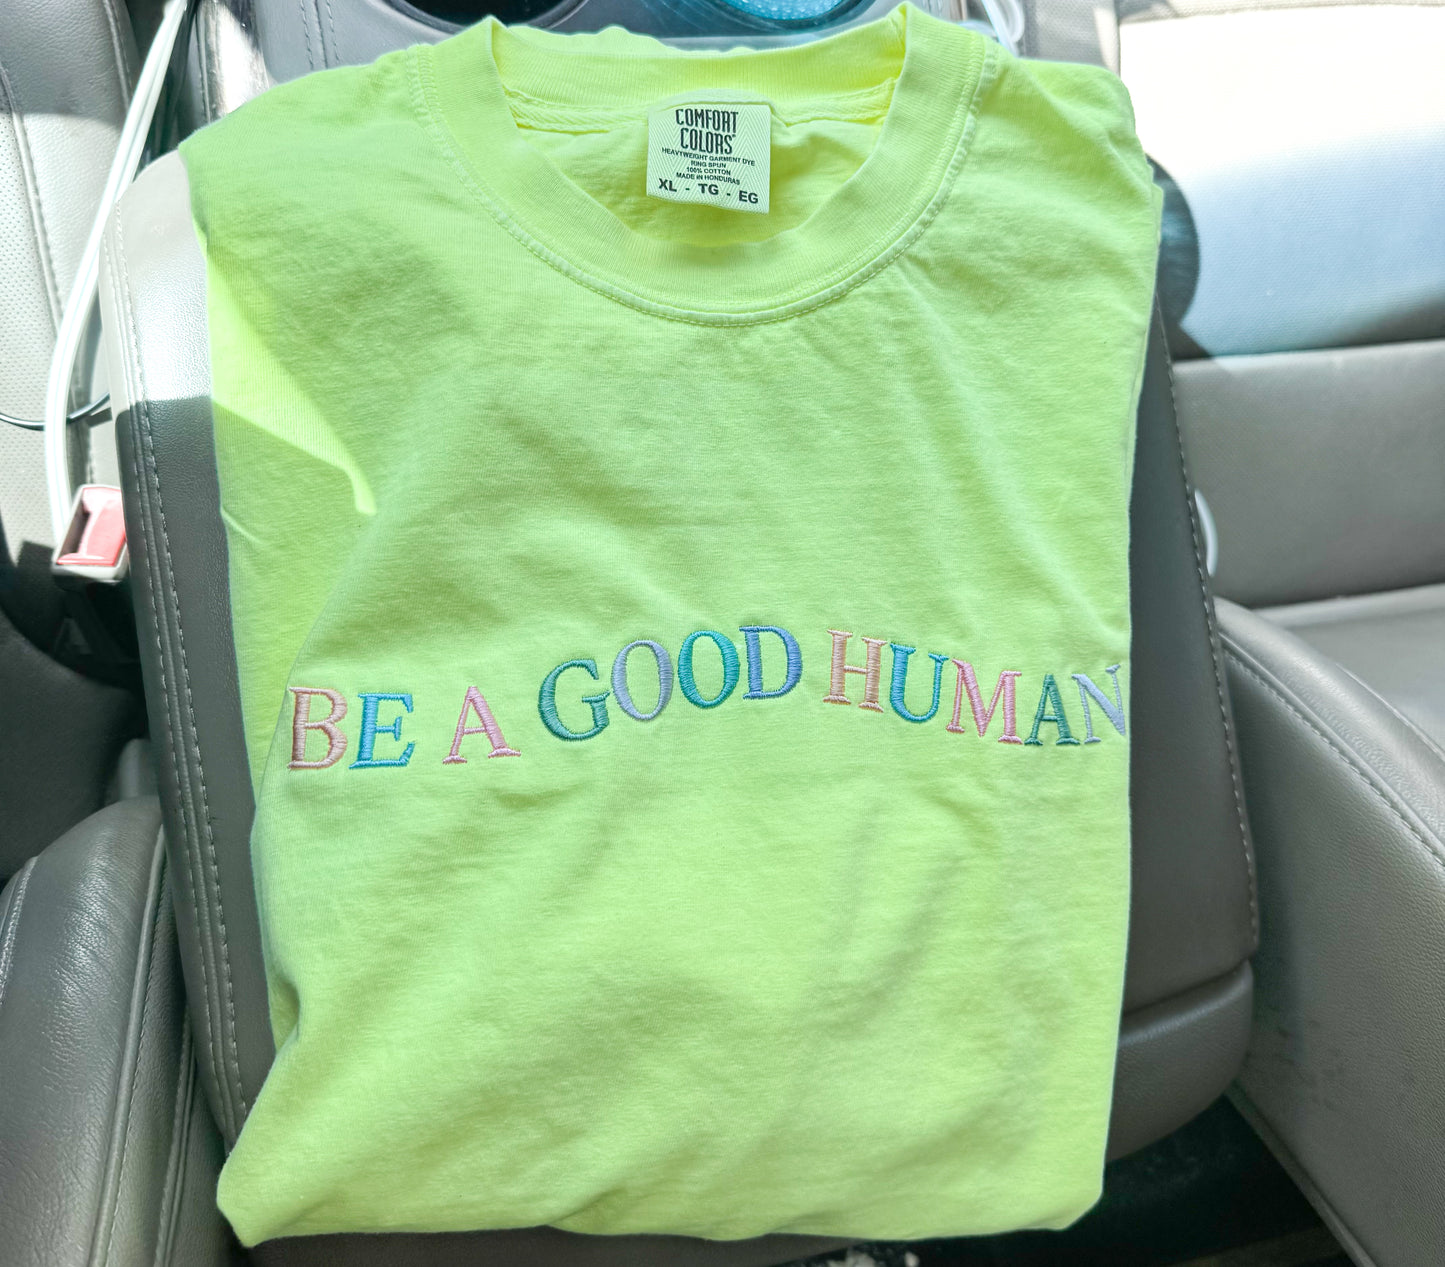 COMFORT
COLORS®
HEAVYWEIGHT GARMENT DYE
RING SPUN
100% COTTON
MADE IN HONDURAS
XL - TG - EG
BE A GOOD HUMAN